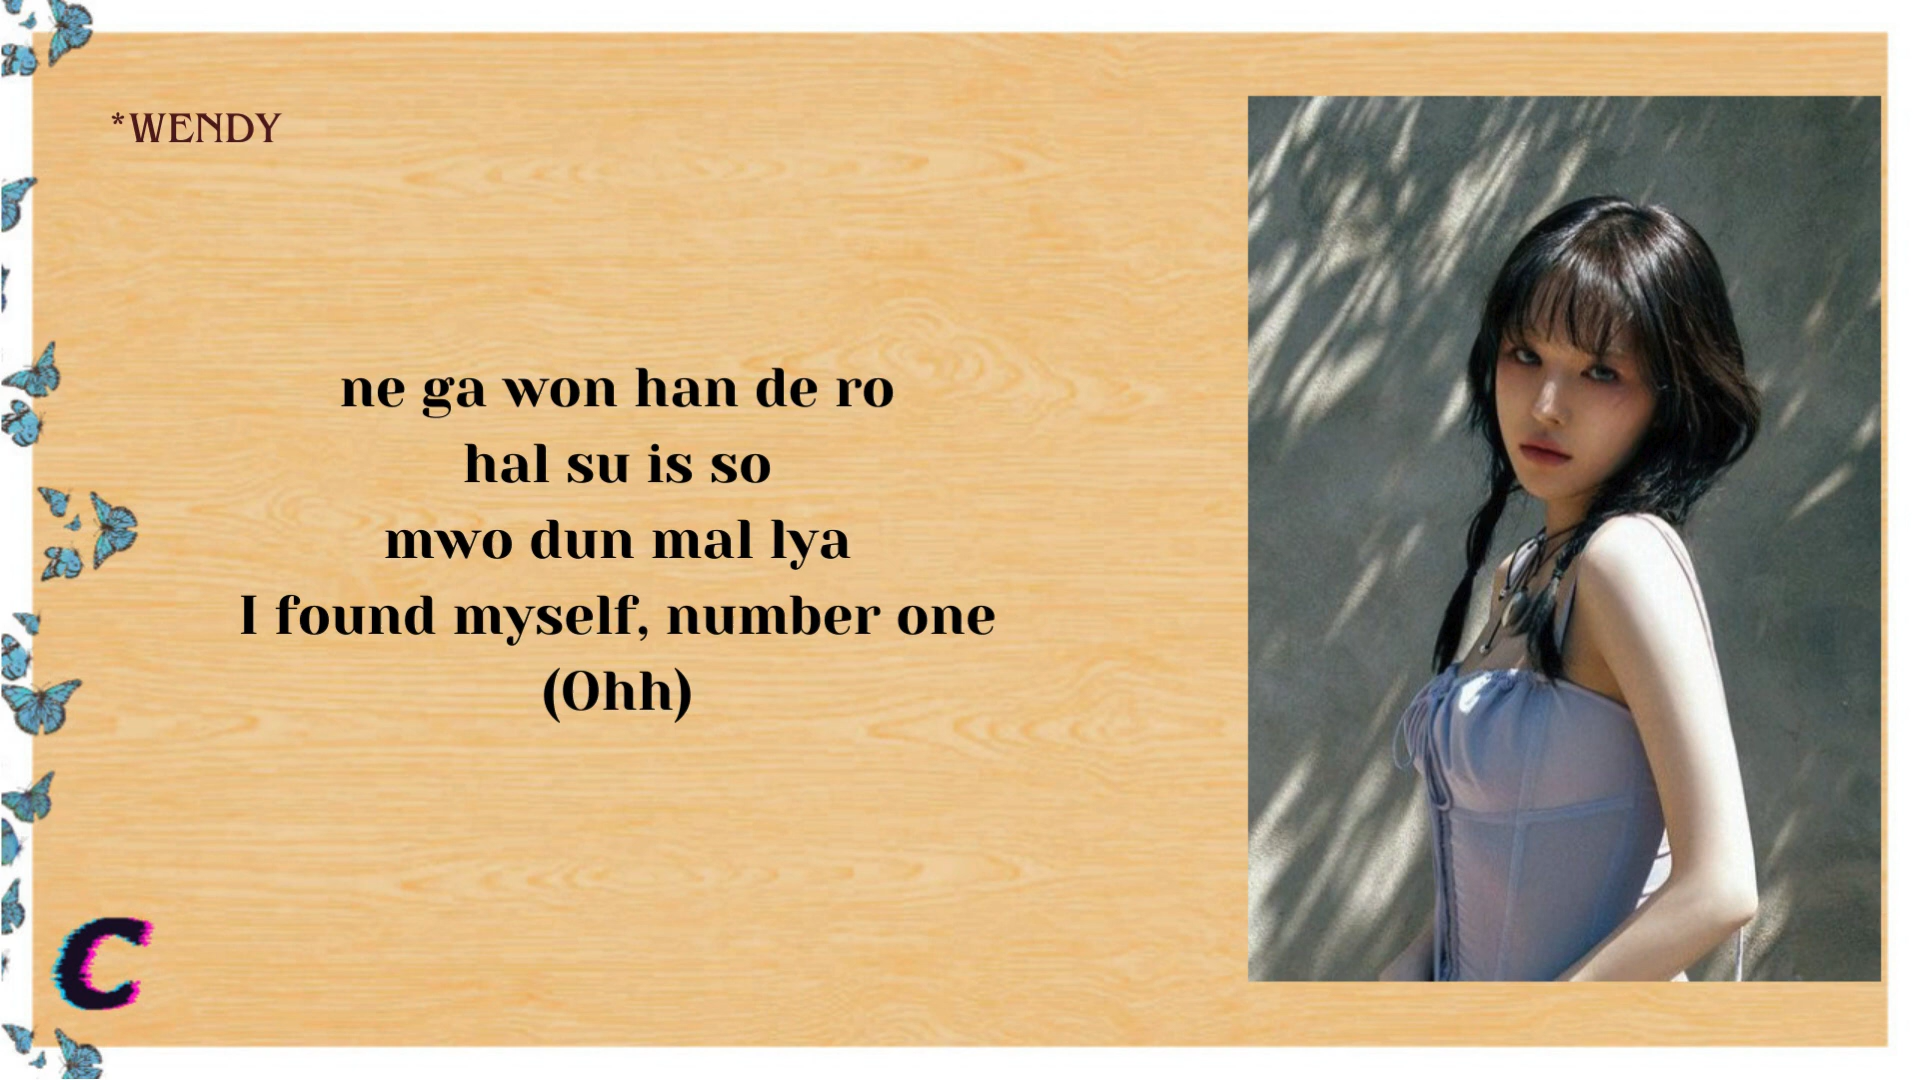 *WENDY
ne ga won han de ro
hal su is so
mwo dun mal lya
I found myself, number one
(Ohh)
C